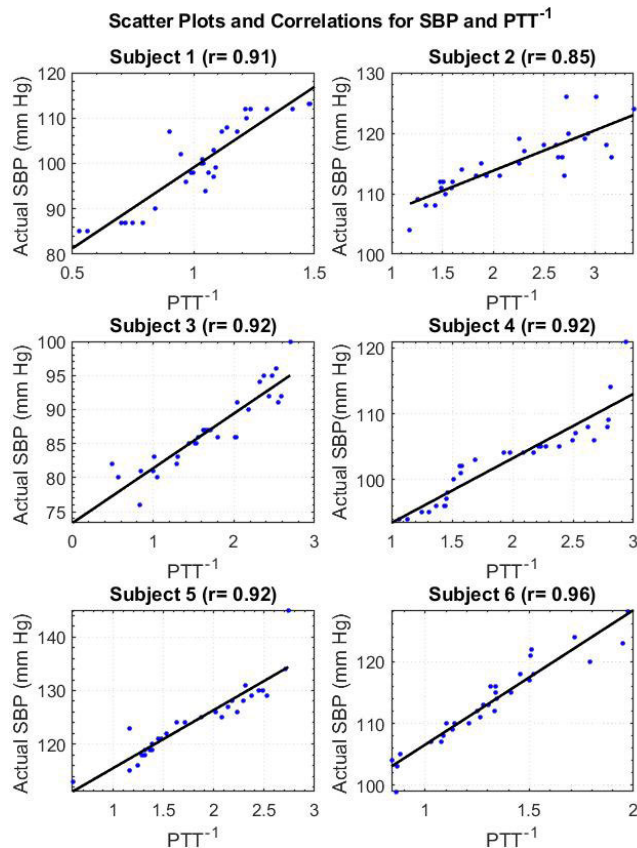 Scatter Plots and Correlations for SBP and PTT⁻¹
Subject 1 (r= 0.91)
Actual SBP (mm Hg)
120
110
100
90
80
0.5
1
1.5
PTT⁻¹
Subject 2 (r= 0.85)
Actual SBP (mm Hg)
130
120
110
100
1
1.5
2
2.5
3
PTT⁻¹
Subject 3 (r= 0.92)
Actual SBP (mm Hg)
100
95
90
85
80
75
0
1
2
3
PTT⁻¹
Subject 4 (r= 0.92)
Actual SBP (mm Hg)
120
110
100
1
1.5
2
2.5
3
PTT⁻¹
Subject 5 (r= 0.92)
Actual SBP (mm Hg)
140
130
120
1
1.5
2
2.5
3
PTT⁻¹
Subject 6 (r= 0.96)
Actual SBP (mm Hg)
120
110
100
1
1.5
2
PTT⁻¹